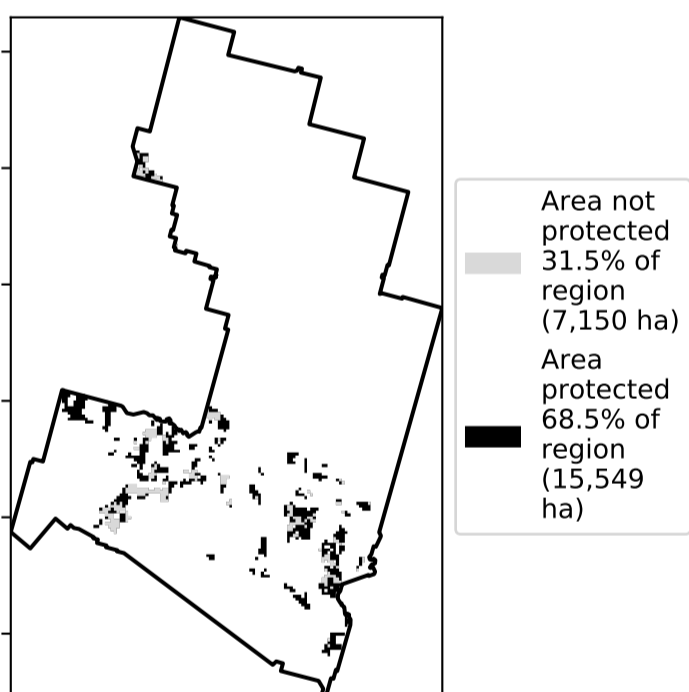 Area not
protected
31.5% of
region
(7,150 ha)
Area
protected
68.5% of
region
(15,549
ha)